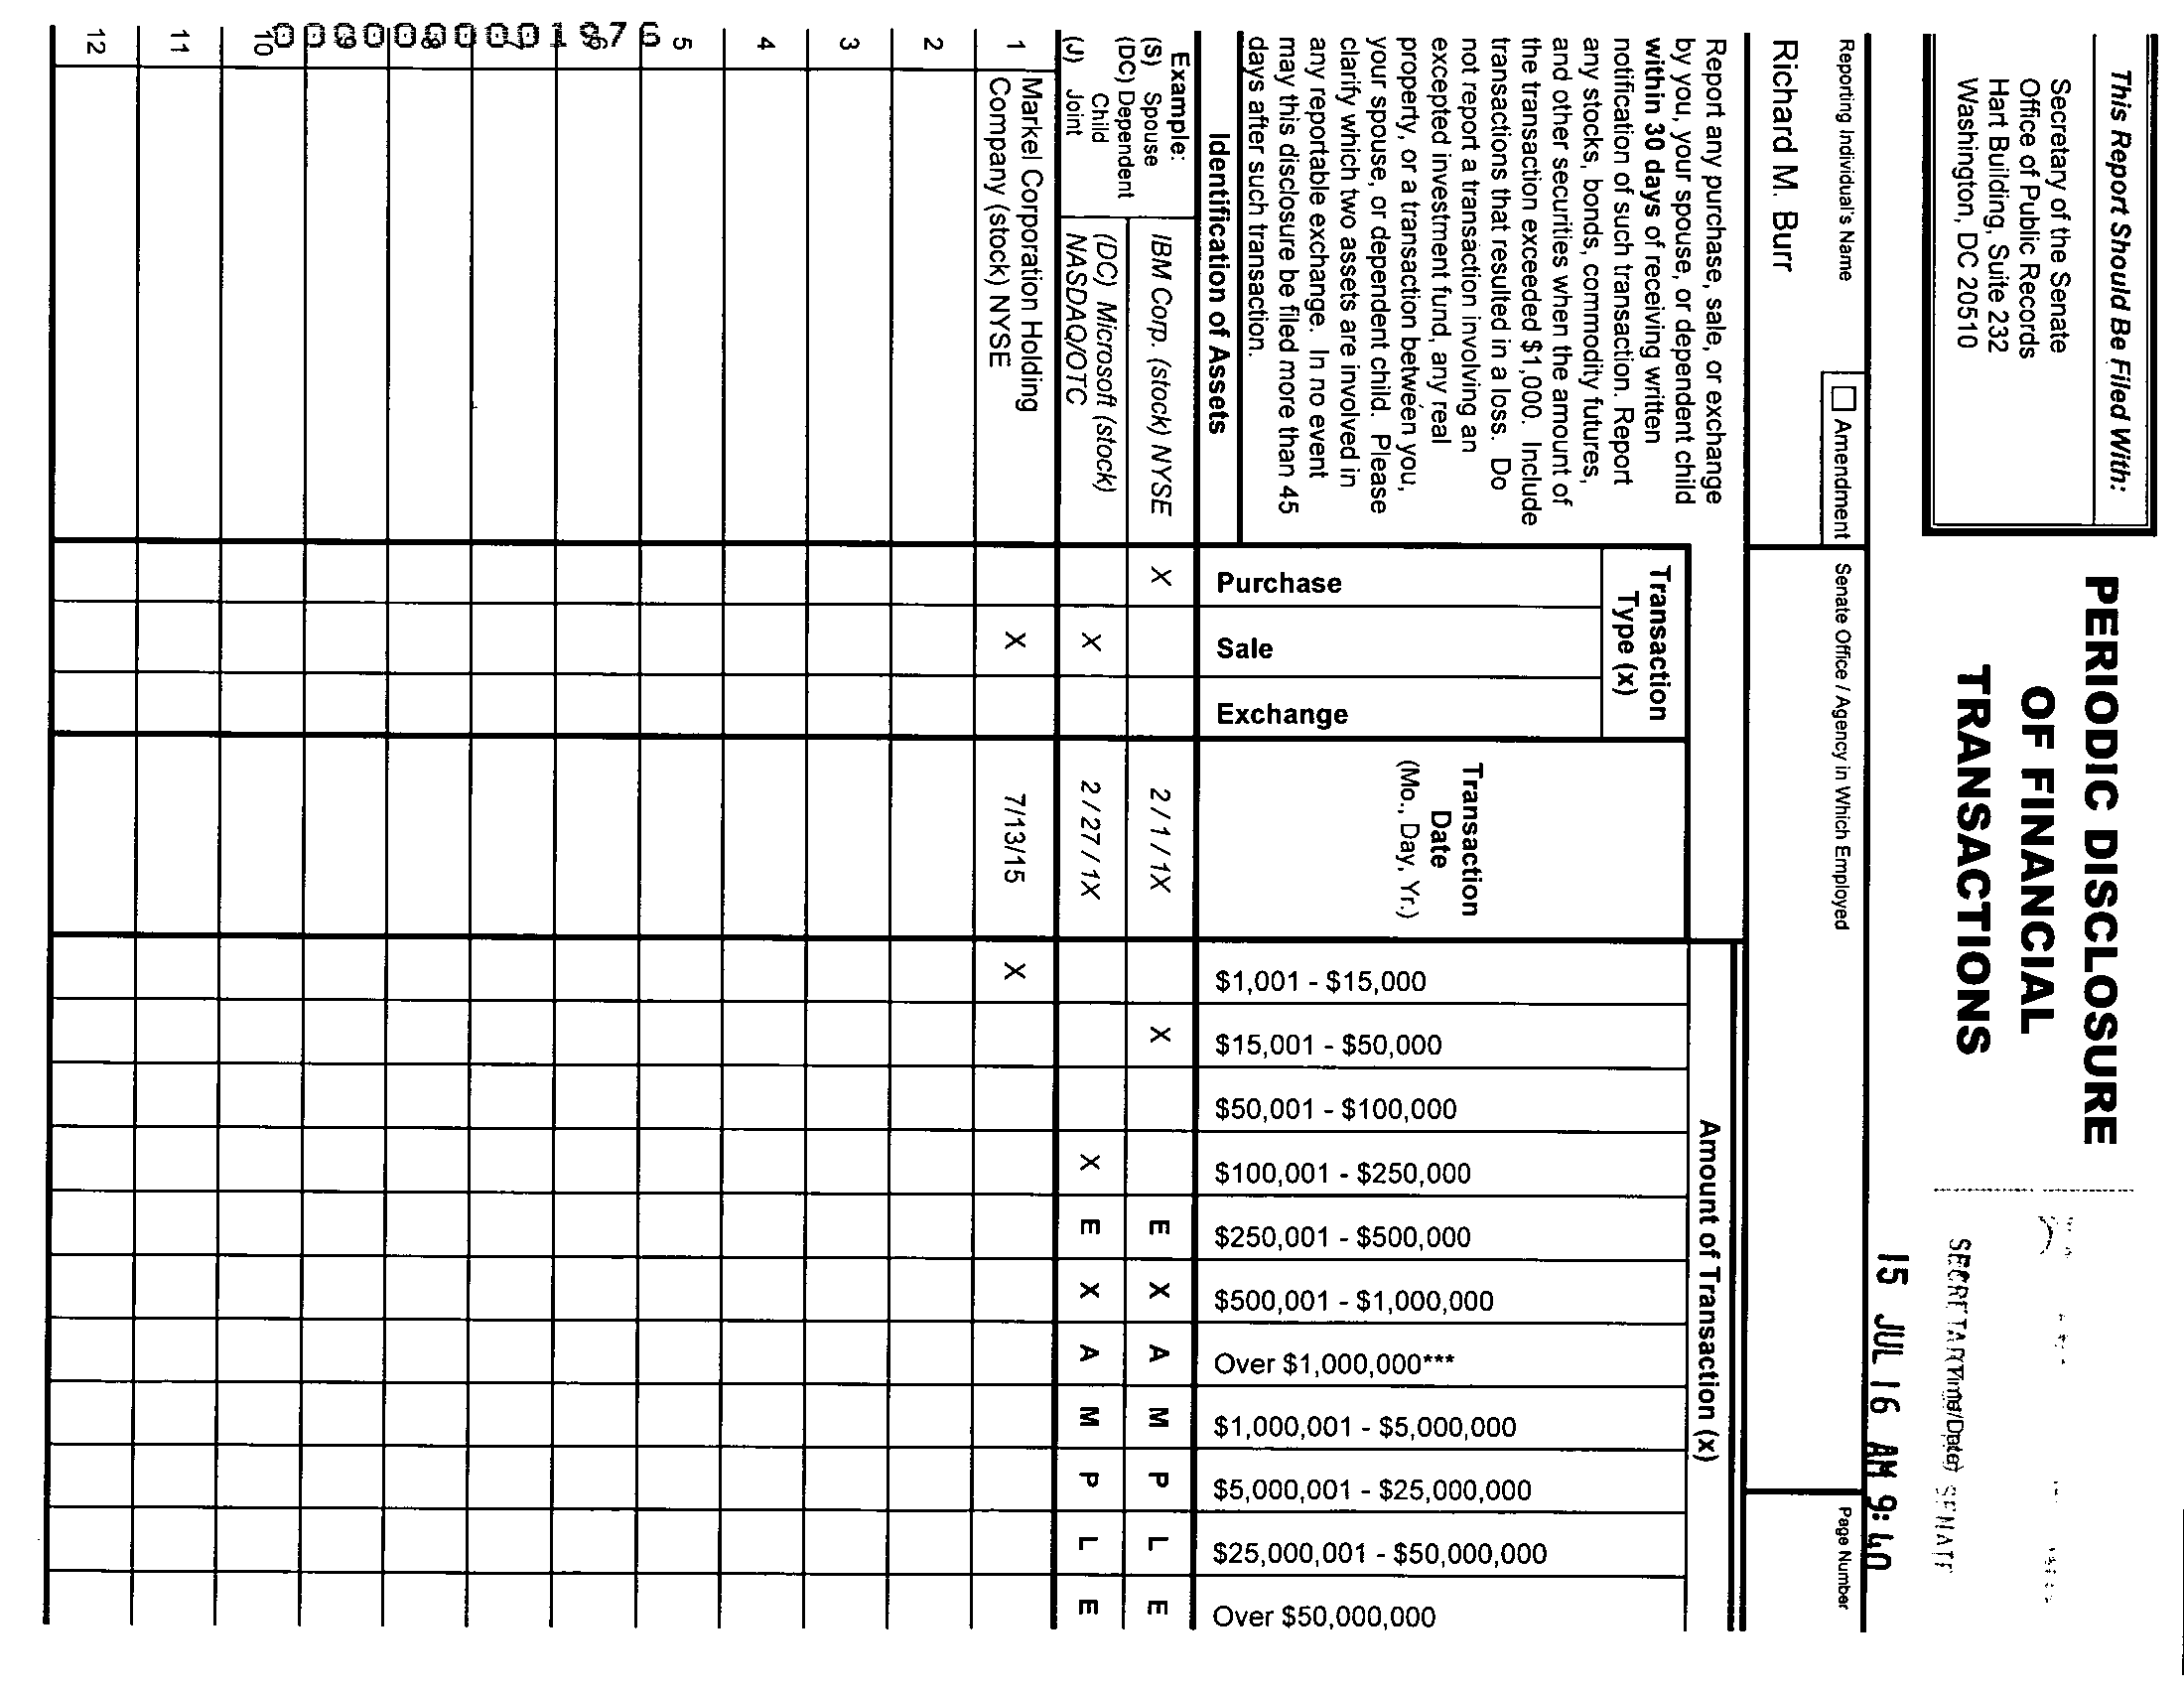 This Report Should Be Filed With:
Secretary of the Senate
Office of Public Records
Hart Building, Suite 232
Washington, DC 20510
PERIODIC DISCLOSURE
OF FINANCIAL
TRANSACTIONS
(Time/Date)
15 JUL 16 AM 9:40
Reporting Individual's Name
☐ Amendment
Senate Office / Agency in Which Employed
Page Number
Richard M. Burr
Report any purchase, sale, or exchange
by you, your spouse, or dependent child
within 30 days of receiving written
notification of such transaction. Report
any stocks, bonds, commodity futures,
and other securities when the amount of
the transaction exceeded $1,000. Include
transactions that resulted in a loss. Do
not report a transaction involving an
excepted investment fund, any real
property, or a transaction between you,
your spouse, or dependent child. Please
clarify which two assets are involved in
any reportable exchange. In no event
may this disclosure be filed more than 45
days after such transaction.
Identification of Assets
Transaction
Type (x)
Purchase
Sale
Exchange
Transaction
Date
(Mo., Day, Yr.)
Amount of Transaction (x)
$1,001 - $15,000
$15,001 - $50,000
$50,001 - $100,000
$100,001 - $250,000
$250,001 - $500,000
$500,001 - $1,000,000
Over $1,000,000***
$1,000,001 - $5,000,000
$5,000,001 - $25,000,000
$25,000,001 - $50,000,000
Over $50,000,000
Example:
(S) Spouse
(DC) Dependent
Child
(J) Joint
IBM Corp. (stock) NYSE X 2 / 1 / 1X X E X A M P L E
(DC) Microsoft (stock)
NASDAQ/OTC X 2 / 27 / 1X X E X A M P L E
1 Markel Corporation Holding
Company (stock) NYSE X 7/13/15 X
2
3
4
5
10
11
12